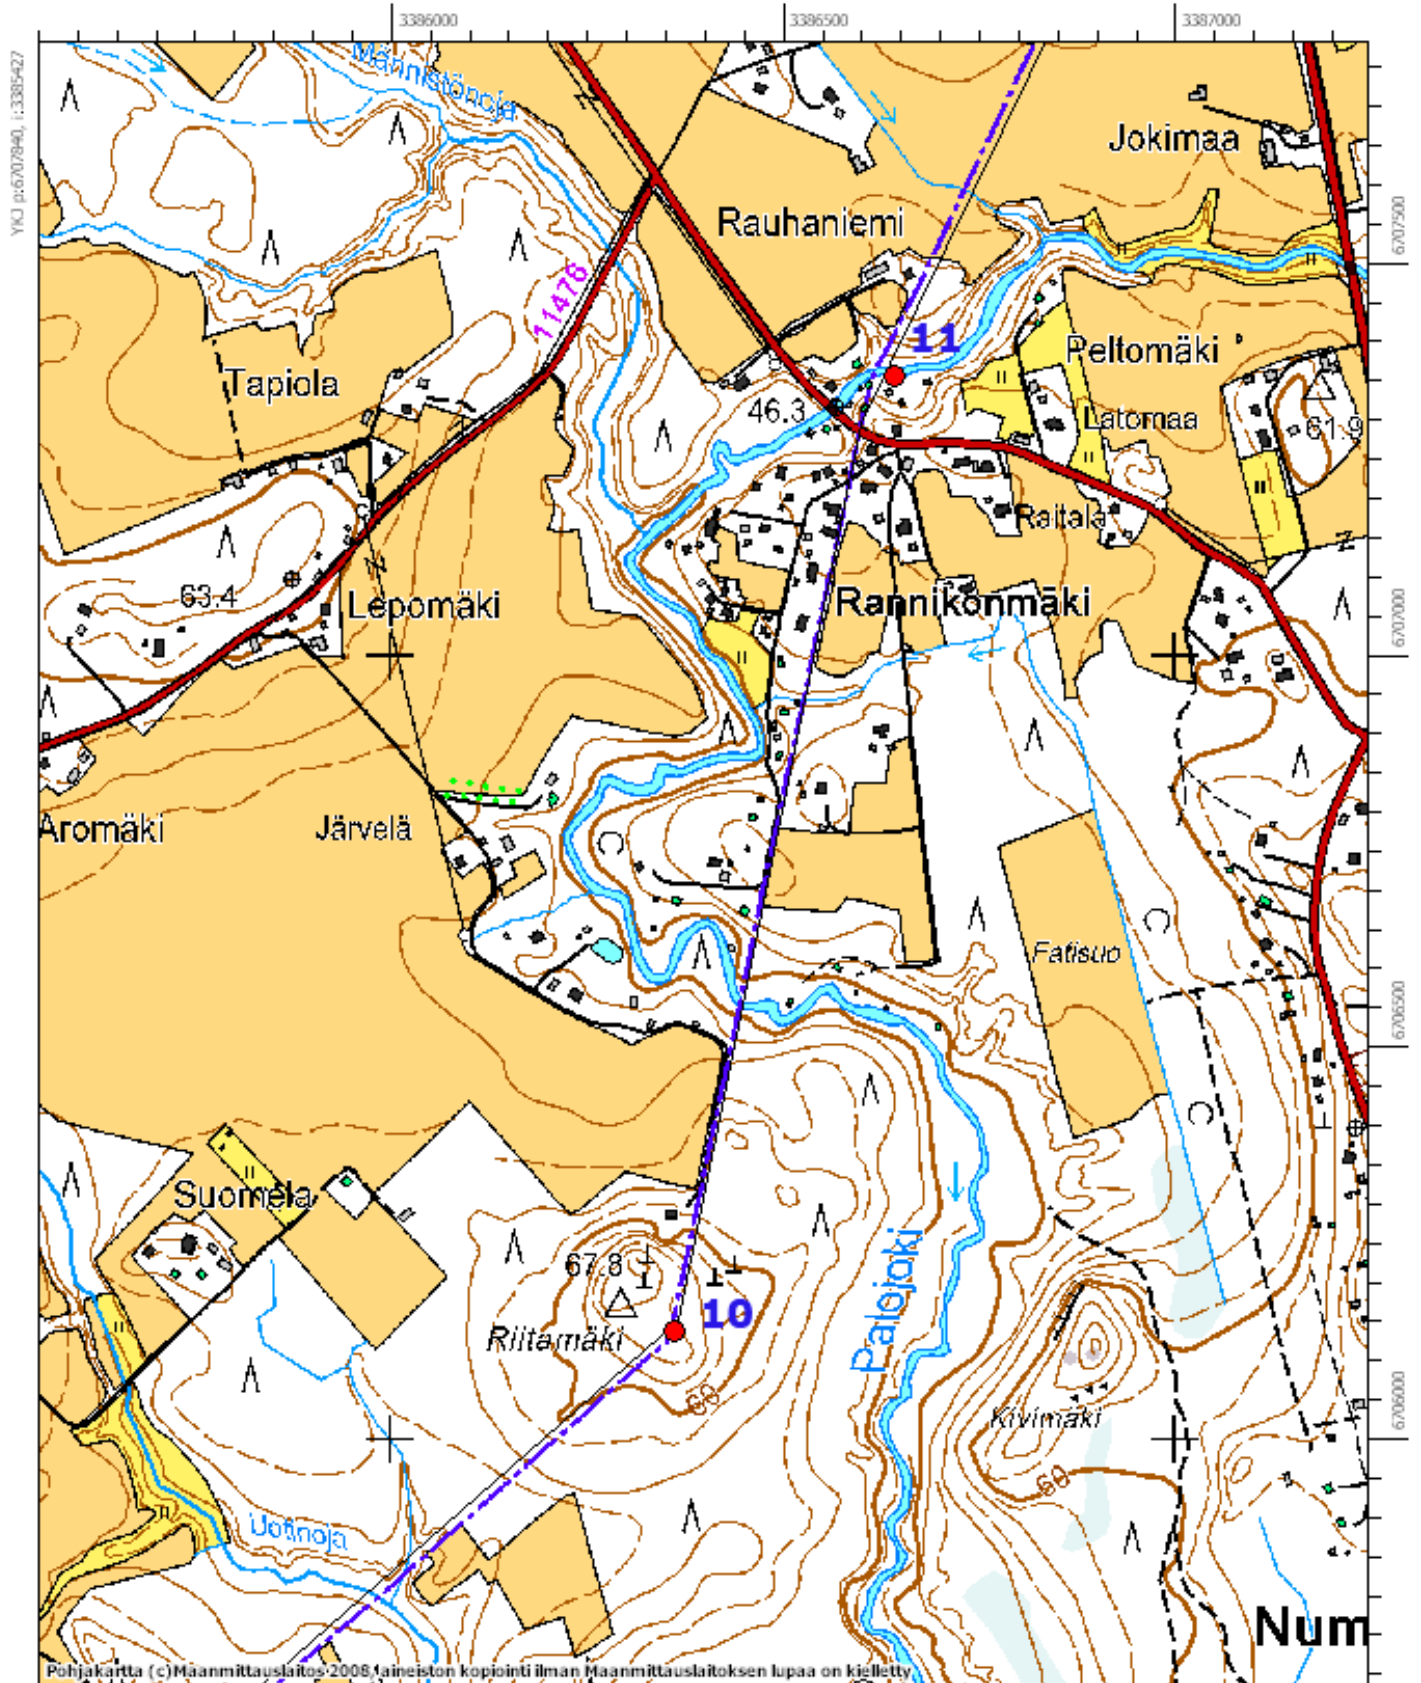 3386000
3386500
3387000
YKJ p:6707840, i:3385427
Männistönoja
Jokimaa
6707500
Rauhaniemi
11476
11
Peltomäki
Tapiola
46.3
Latomaa
61.9
Raitala
63.4
Lepomäki
Rannikonmäki
6707000
Aromäki
Järvelä
Fatisuo
6706500
Suomela
Palojoki
67.8
10
Riitamäki
60
Kivimäki
6706000
60
Uotinoja
Num
Pohjakartta (c)Maanmittauslaitos 2008, aineiston kopiointi ilman Maanmittauslaitoksen lupaa on kielletty